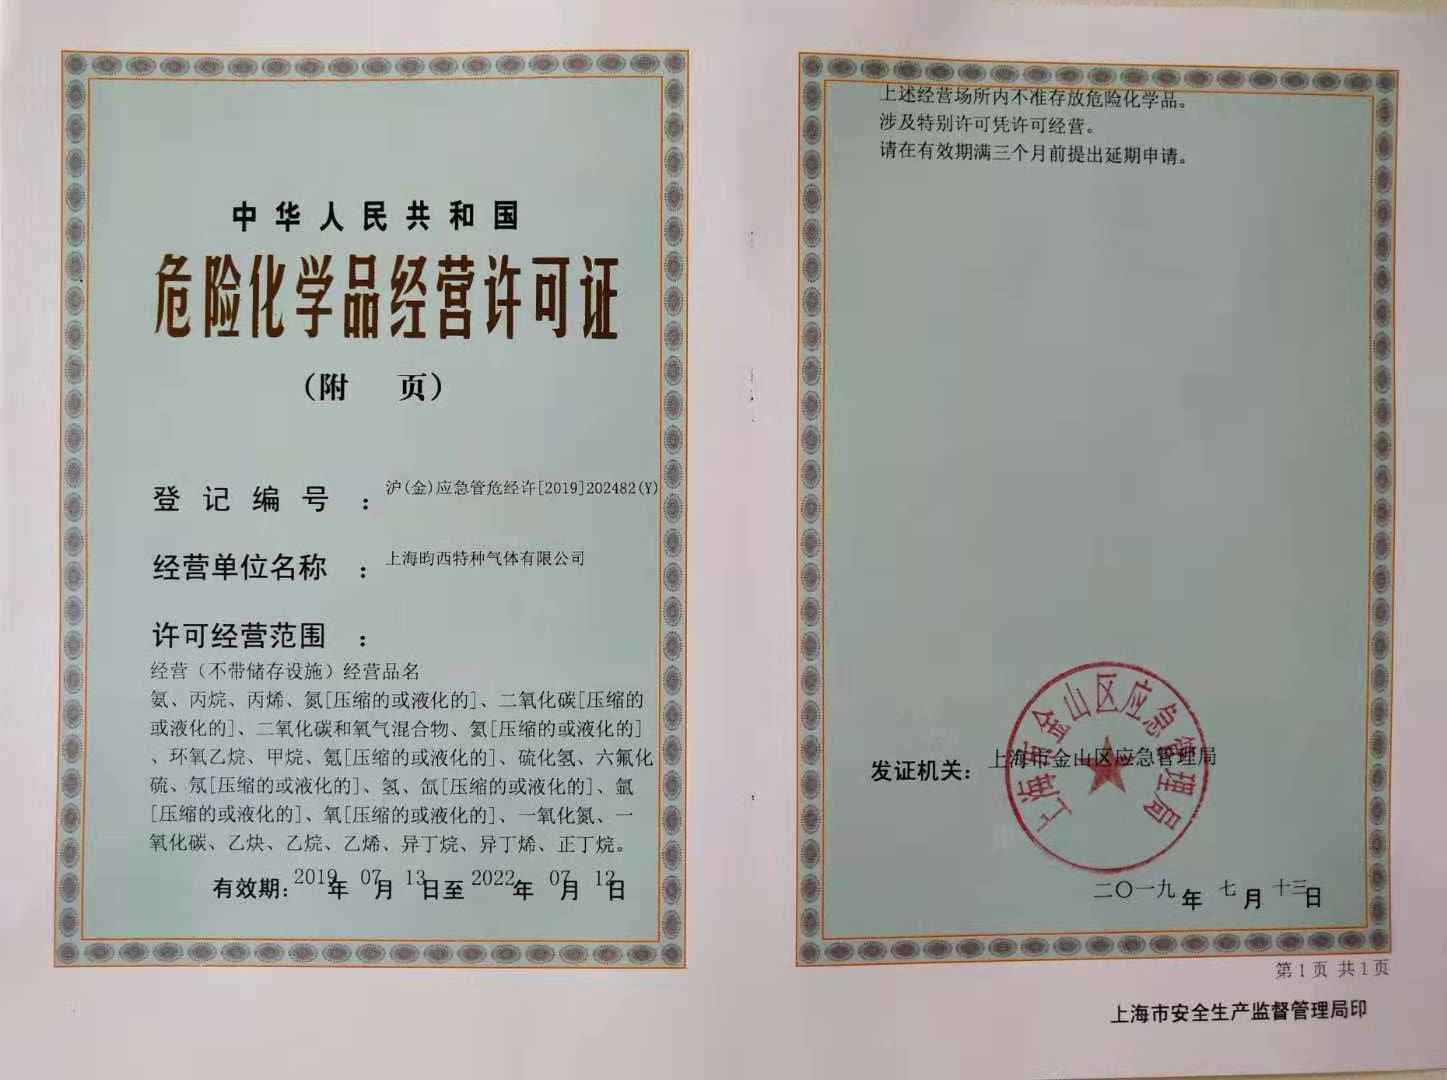 中华人民共和国
危险化学品经营许可证
（附 页）
登记编号：沪(金)应急管危经许[2019]202482(Y)
经营单位名称：上海昀西特种气体有限公司
许可经营范围：
经营（不带储存设施）经营品名
氨、丙烷、丙烯、氮[压缩的或液化的]、二氧化碳[压缩的
或液化的]、二氧化碳和氧气混合物、氦[压缩的或液化的]
、环氧乙烷、甲烷、氪[压缩的或液化的]、硫化氢、六氟化
硫、氖[压缩的或液化的]、氢、氙[压缩的或液化的]、氩
[压缩的或液化的]、氧[压缩的或液化的]、一氧化氮、一
氧化碳、乙炔、乙烷、乙烯、异丁烷、异丁烯、正丁烷。
有效期：2019年 07月 13日至 2022年 07月 12日
上述经营场所内不准存放危险化学品。
涉及特别许可凭许可经营。
请在有效期满三个月前提出延期申请。
发证机关：上海市金山区应急管理局
上海市金山区应急管理局
二〇一九年 七月 十三日
第1页 共1页
上海市安全生产监督管理局印